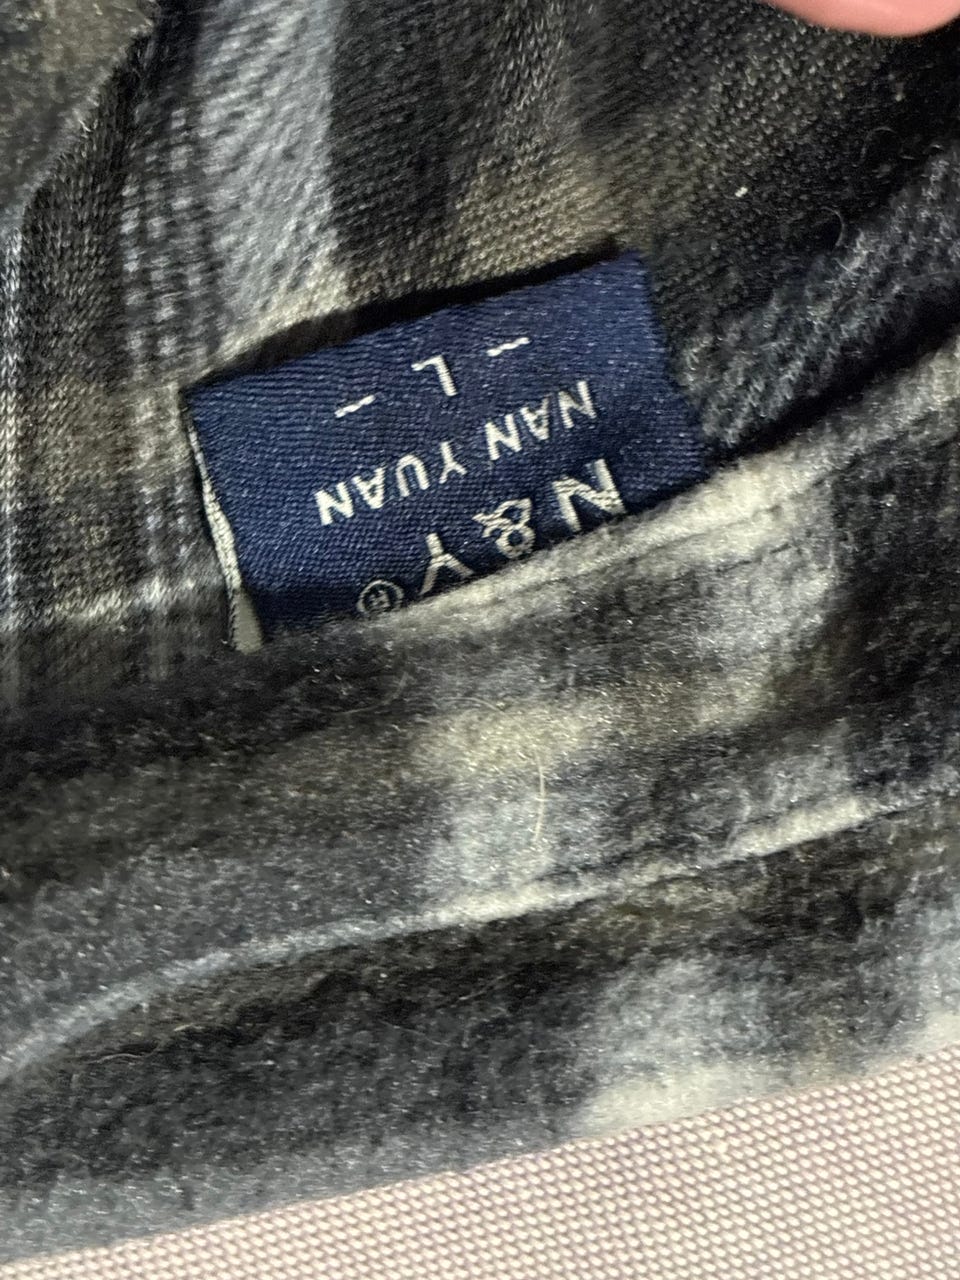 N&Y®
NAN YUAN
– L –